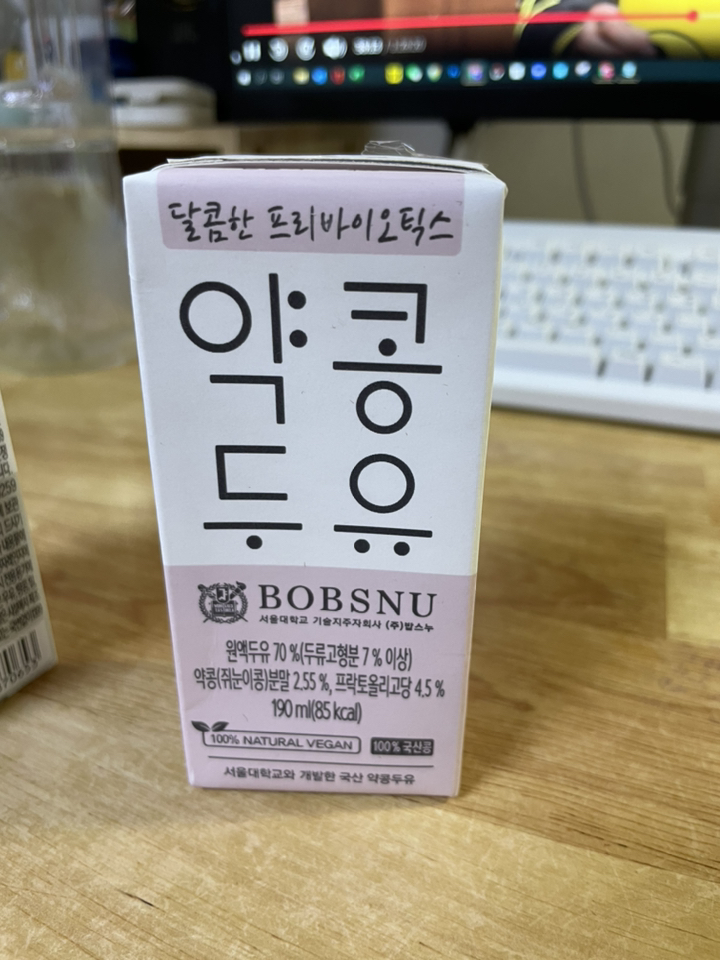 달콤한 프리바이오틱스
약콩
두유
BOBSNU
서울대학교 기술지주자회사 (주)밥스누
원액두유 70 %(두류고형분 7 % 이상)
약콩(쥐눈이콩)분말 2.55 %, 프락토올리고당 4.5 %
190 ml(85 kcal)
100% NATURAL VEGAN 100% 국산콩
서울대학교와 개발한 국산 약콩두유